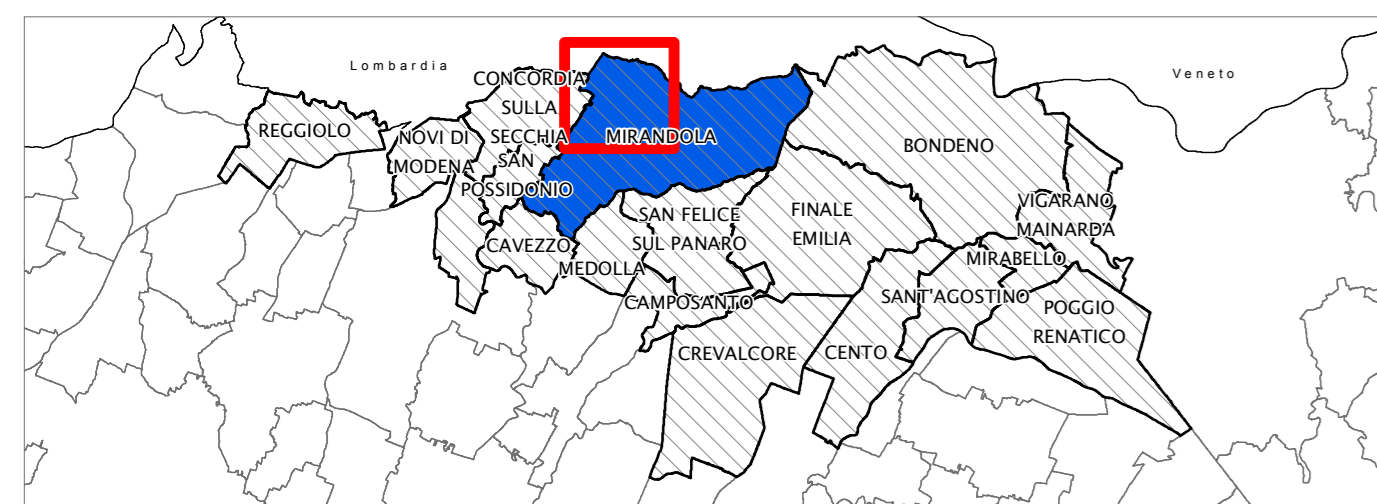 Lombardia
Veneto
CONCORDIA
SULLA
SECCHIA
REGGIOLO
NOVI DI
MODENA
SAN
POSSIDONIO
MIRANDOLA
BONDENO
CAVEZZO
MEDOLLA
SAN FELICE
SUL PANARO
FINALE
EMILIA
VIGARANO
MAINARDA
MIRABELLO
CAMPOSANTO
SANT'AGOSTINO
POGGIO
RENATICO
CREVALCORE
CENTO